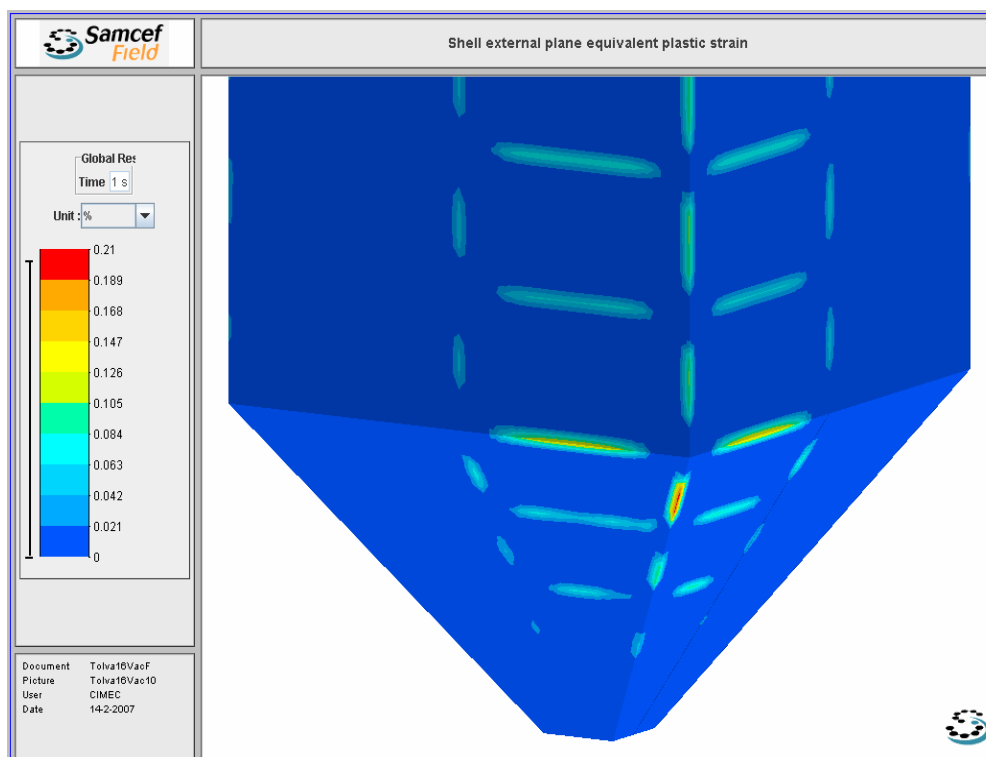 Samcef
Field
Shell external plane equivalent plastic strain
Global Res
Time 1 s
Unit : %
0.21
0.189
0.168
0.147
0.126
0.105
0.084
0.063
0.042
0.021
0
Document Tolva16VacF
Picture Tolva16Vac10
User CIMEC
Date 14-2-2007